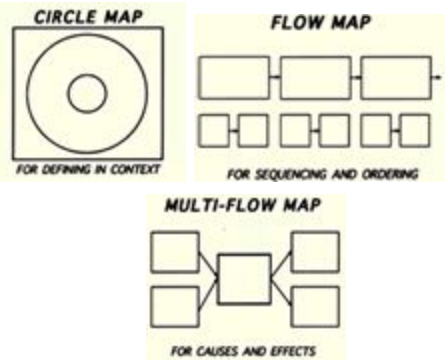 CIRCLE MAP
FOR DEFINING IN CONTEXT
FLOW MAP
FOR SEQUENCING AND ORDERING
MULTI-FLOW MAP
FOR CAUSES AND EFFECTS